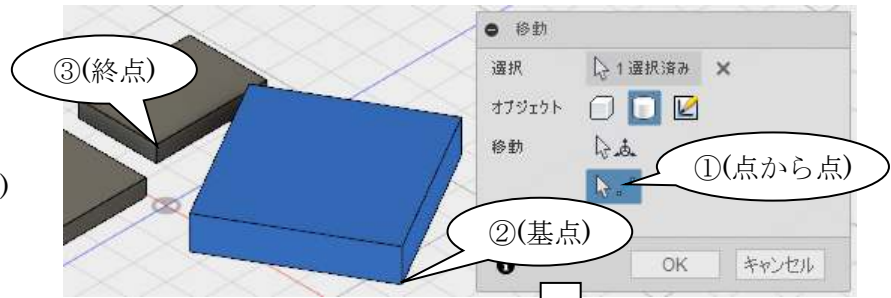 移動
③(終点)
選択 1 選択済み ×
オブジェクト
移動
①(点から点)
)
②(基点)
OK キャンセル